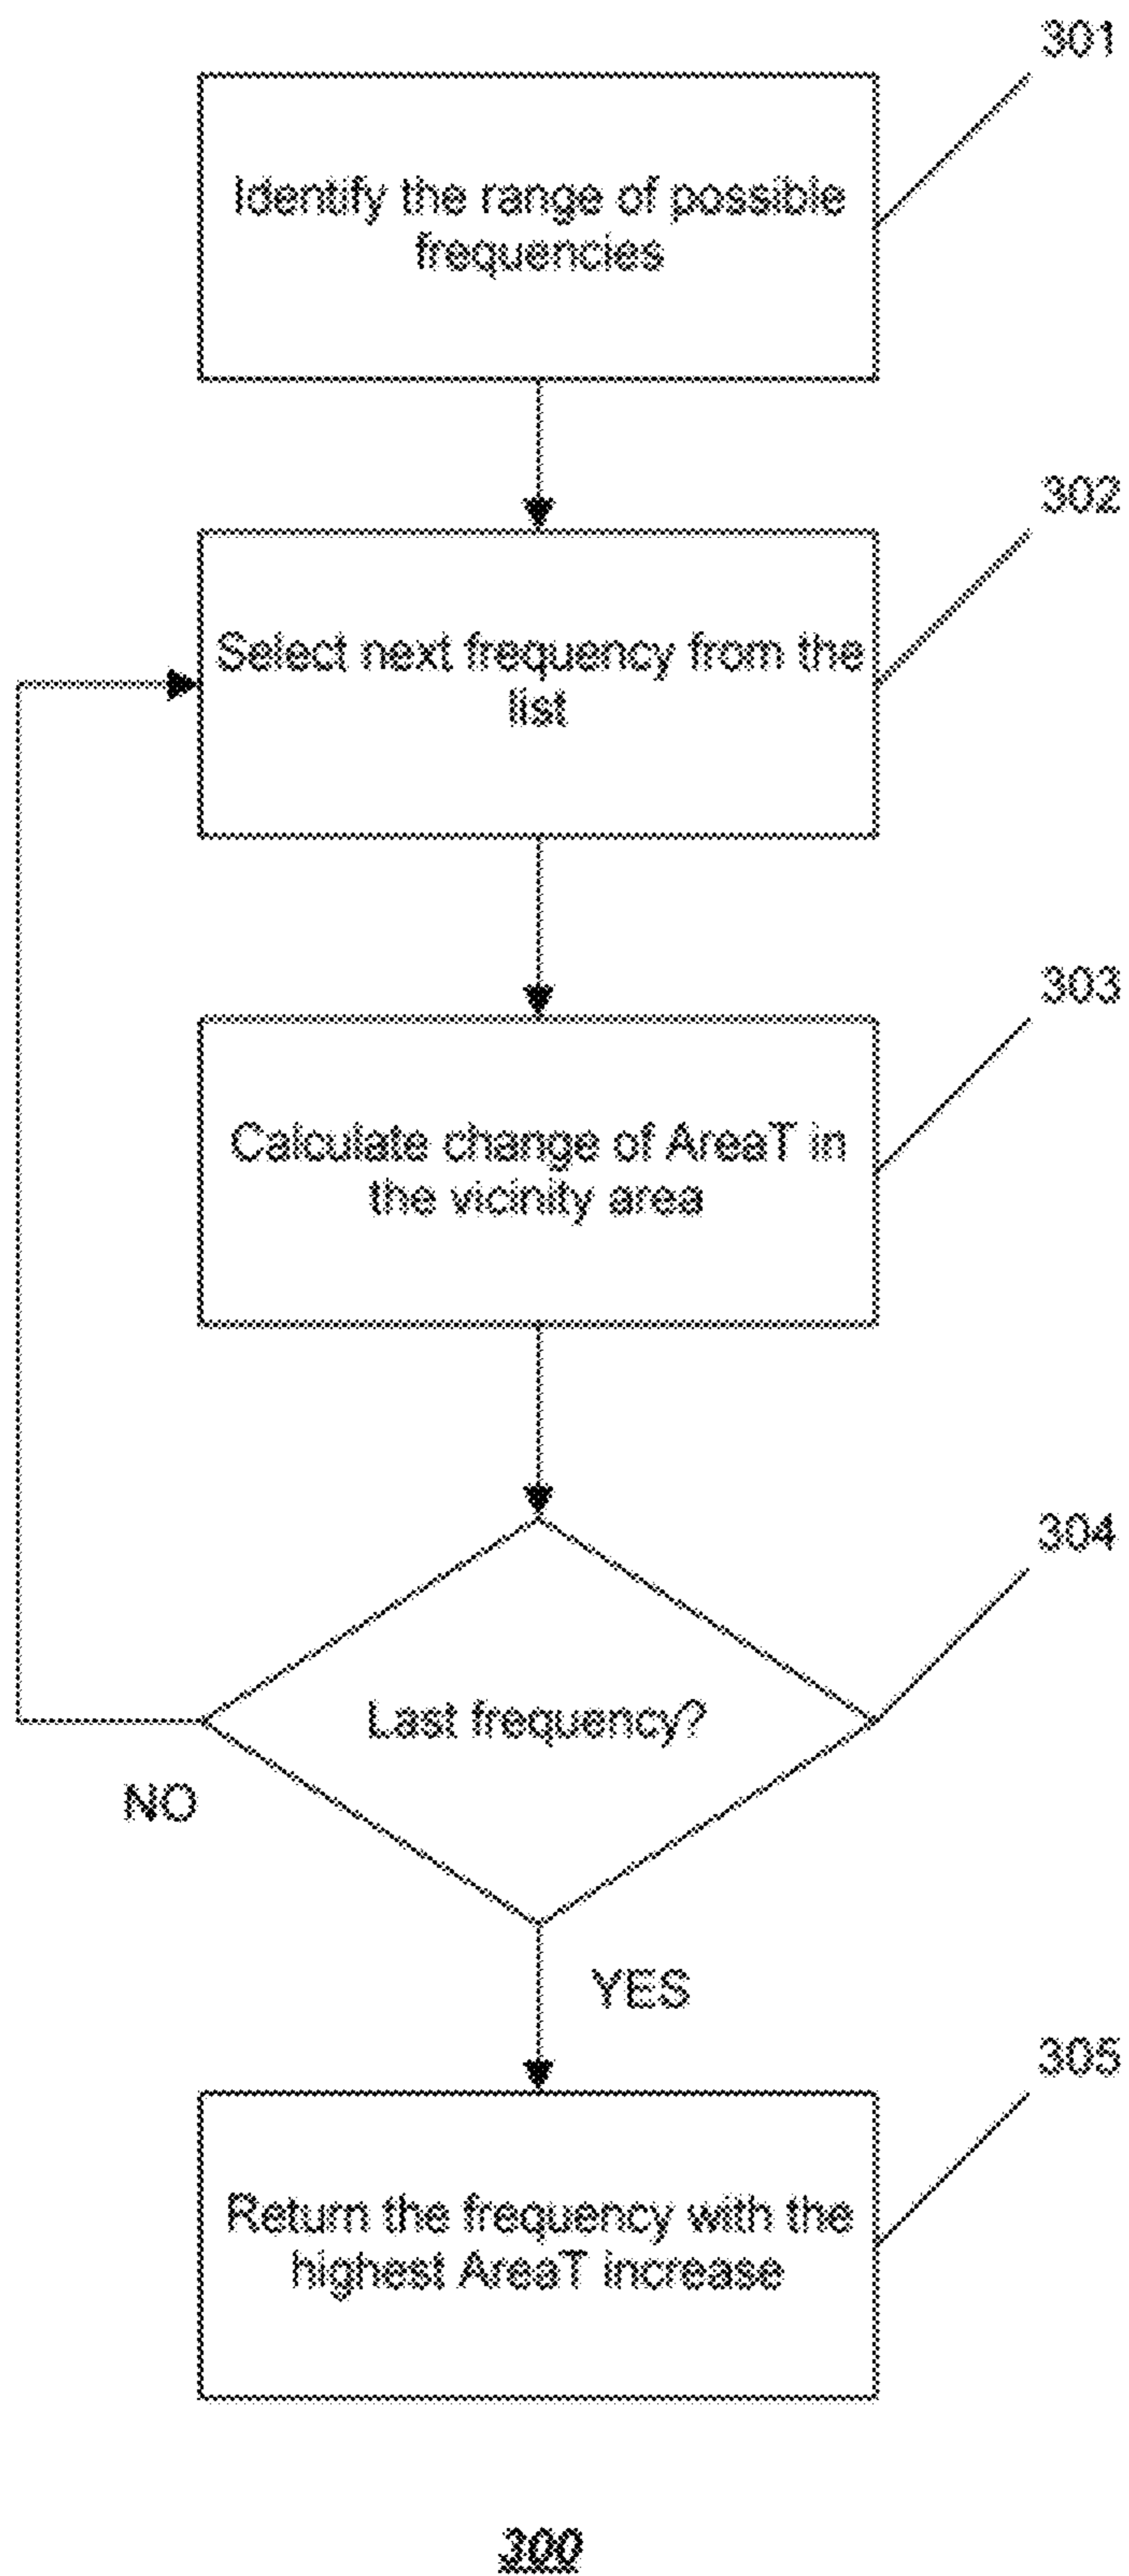 301
Identify the range of possible
frequencies
302
Select next frequency from the
list
303
Calculate change of AreaT in
the vicinity area
304
Last frequency?
NO
YES
305
Return the frequency with the
highest AreaT increase
300